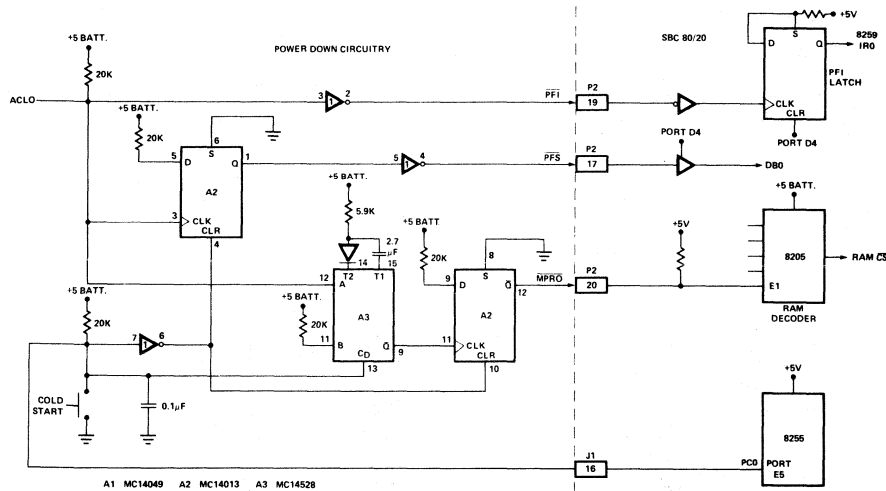 +5 BATT.
POWER DOWN CIRCUITRY
SBC 80/20
+5V
S
D
Q
8259
IR0
20K
PFI
LATCH
ACLO
3
1
2
PFI
P2
19
CLK
CLR
PORT D4
+5 BATT.
20K
6
S
5
D
Q
1
A2
5
1
4
PFS
P2
17
PORT D4
DB0
3
CLK
CLR
4
+5 BATT.
5.9K
2.7
μF
14
15
T2
T1
12
A
+5 BATT.
20K
11
B
A3
Q
9
CD
13
+5 BATT.
20K
8
S
9
D
Q
12
A2
11
CLK
CLR
10
MPRO
P2
20
+5V
+5 BATT.
8205
E1
RAM CS
RAM
DECODER
+5 BATT.
20K
7
1
6
COLD
START
0.1μF
+5V
8255
J1
16
PC0
PORT
E5
A1 MC14049 A2 MC14013 A3 MC14528